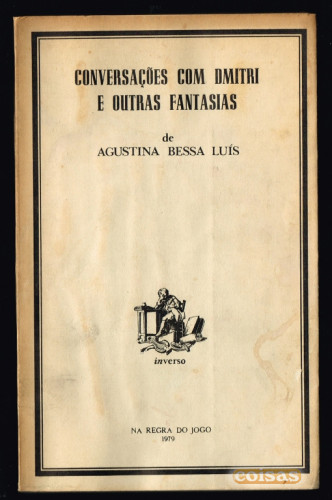 CONVERSAÇÕES COM DMITRI
E OUTRAS FANTASIAS
de
AGUSTINA BESSA LUÍS
inverso
NA REGRA DO JOGO
1979
coisas